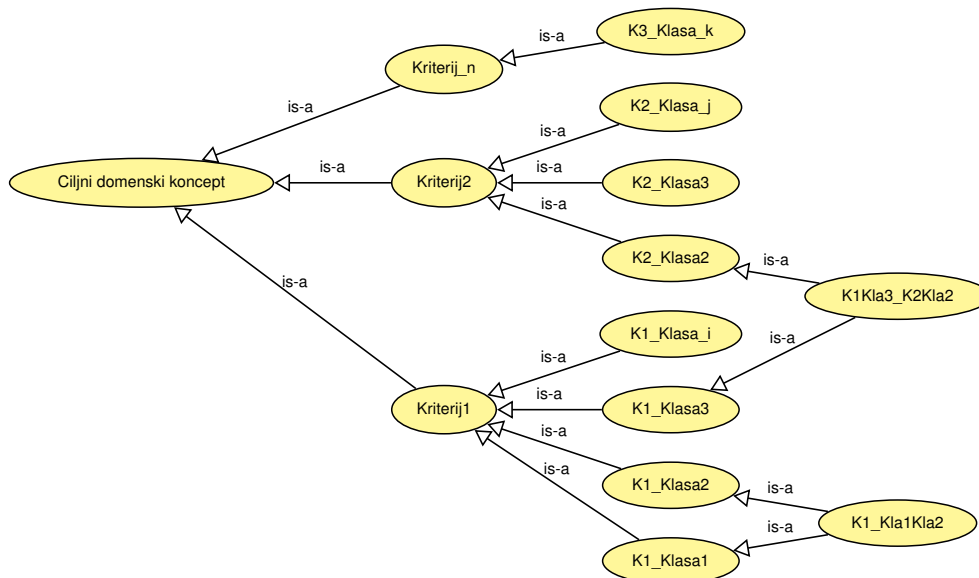 K3_Klasa_k
is-a
Kriterij_n
is-a
K2_Klasa_j
is-a
Ciljni domenski koncept
is-a
Kriterij2
is-a
K2_Klasa3
is-a
K2_Klasa2
is-a
K1Kla3_K2Kla2
is-a
K1_Klasa_i
is-a
is-a
Kriterij1
is-a
K1_Klasa3
is-a
K1_Klasa2
is-a
K1_Kla1Kla2
is-a
is-a
K1_Klasa1